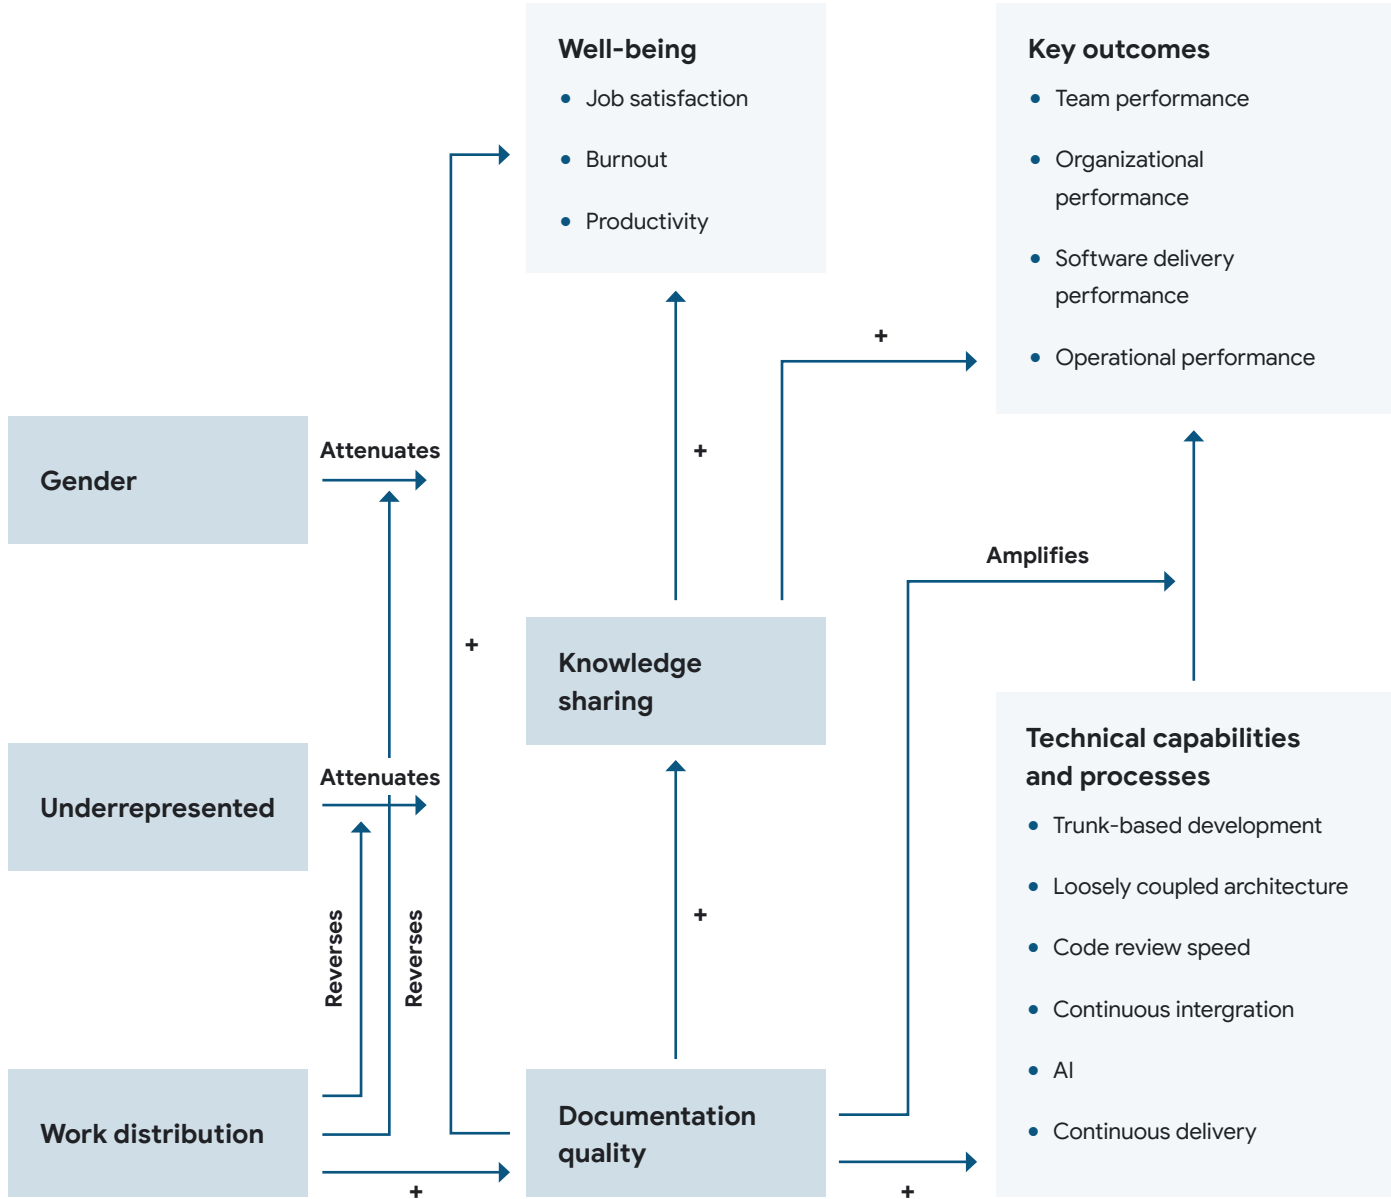 Well-being
Job satisfaction
Burnout
Productivity
Key outcomes
Team performance
Organizational
performance
Software delivery
performance
Operational performance
+
Attenuates
Gender
+
Amplifies
+
Knowledge
sharing
Attenuates
Underrepresented
Technical capabilities
and processes
Trunk-based development
Loosely coupled architecture
Code review speed
Continuous intergration
AI
Continuous delivery
Reverses
Reverses
+
Work distribution
+
Documentation
quality
+